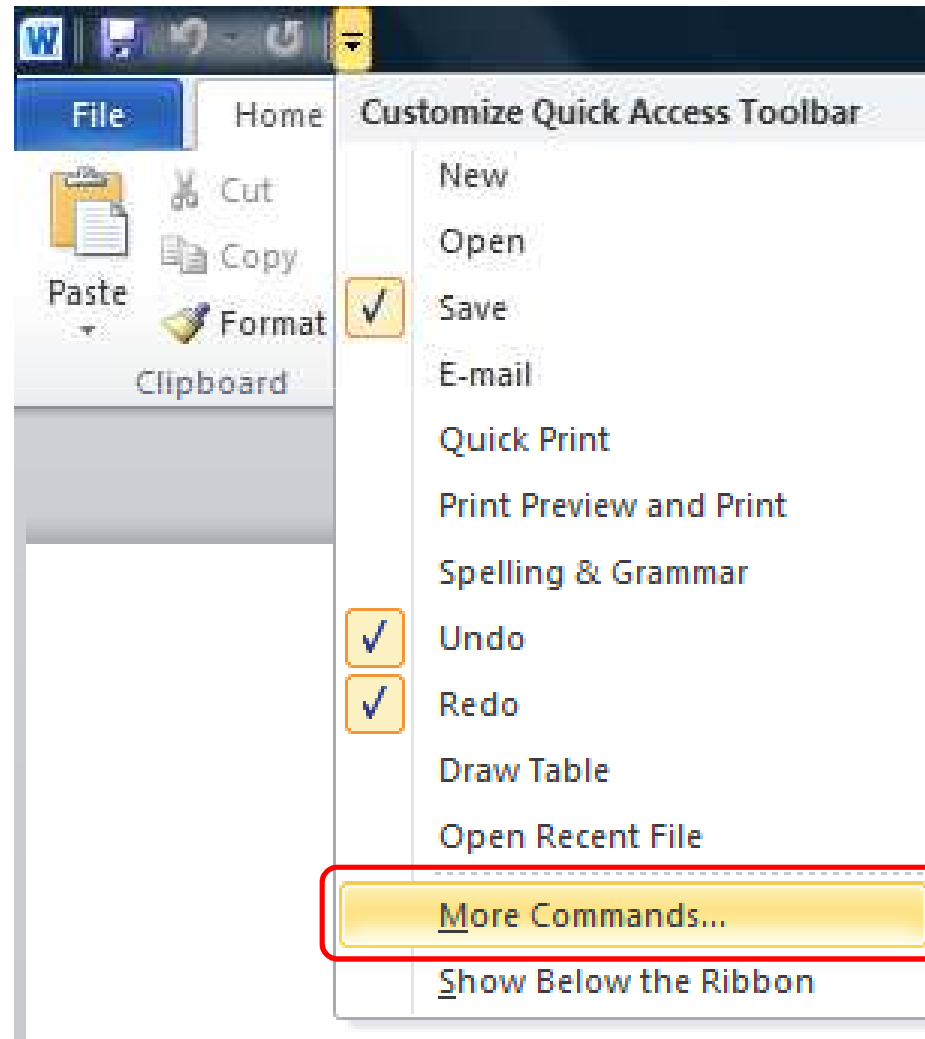 W
File
Home
Customize Quick Access Toolbar
Cut
Copy
Paste
Format
Clipboard
New
Open
Save
E-mail
Quick Print
Print Preview and Print
Spelling & Grammar
Undo
Redo
Draw Table
Open Recent File
More Commands...
Show Below the Ribbon